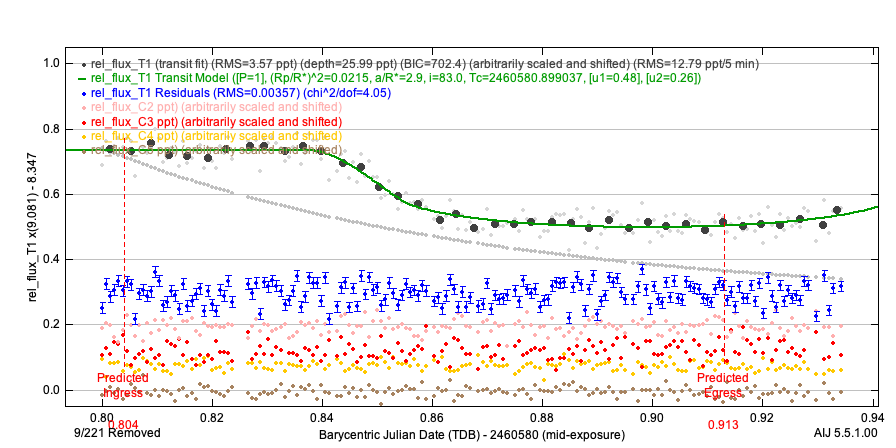 rel_flux_T1 (transit fit) (RMS=3.57 ppt) (depth=25.99 ppt) (BIC=702.4) (arbitrarily scaled and shifted) (RMS=12.79 ppt/5 min)
rel_flux_T1 Transit Model ([P=1], (Rp/R*)^2=0.0215, a/R*=2.9, i=83.0, Tc=2460580.899037, [u1=0.48], [u2=0.26])
rel_flux_T1 Residuals (RMS=0.00357) (chi^2/dof=4.05)
rel_flux_C2 ppt) (arbitrarily scaled and shifted)
rel_flux_C3 ppt) (arbitrarily scaled and shifted)
rel_flux_C4 ppt) (arbitrarily scaled and shifted)
rel_flux_C5 ppt) (arbitrarily scaled and shifted)
1.0
0.8
0.6
0.4
0.2
0.0
rel_flux_T1 x(9.081) - 8.347
Predicted
Ingress
0.804
Predicted
Egress
0.913
0.80
0.82
0.84
0.86
0.88
0.90
0.92
0.94
9/221 Removed
Barycentric Julian Date (TDB) - 2460580 (mid-exposure)
AIJ 5.5.1.00